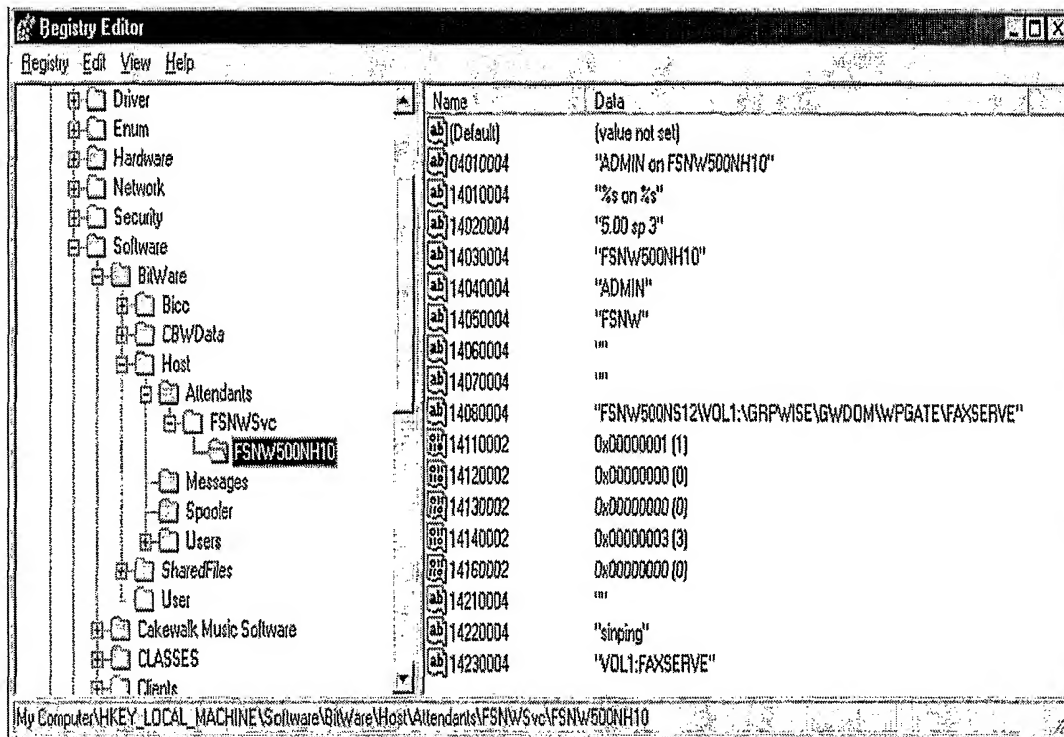 Registry Editor
Registry Edit View Help
Driver
Enum
Hardware
Network
Security
Software
BitWare
Bicc
CBWData
Host
Attendants
FSNWSvc
FSNW500NH10
Messages
Spooler
Users
SharedFiles
User
Cakewalk Music Software
CLASSES
Clients
Name Data
(Default) (value not set)
04010004 "ADMIN on FSNW500NH10"
14010004 "%s on %s"
14020004 "5.00 sp 3"
14030004 "FSNW500NH10"
14040004 "ADMIN"
14050004 "FSNW"
14060004 ""
14070004 ""
14080004 "FSNW500NS12\VOL1:\GRPWISE\GWDOM\WPGATE\FAXSERVE"
14110002 0x00000001 (1)
14120002 0x00000000 (0)
14130002 0x00000000 (0)
14140002 0x00000003 (3)
14160002 0x00000000 (0)
14210004 ""
14220004 "sinping"
14230004 "VOL1:FAXSERVE"
My Computer\HKEY_LOCAL_MACHINE\Software\BitWare\Host\Attendants\FSNWSvc\FSNW500NH10